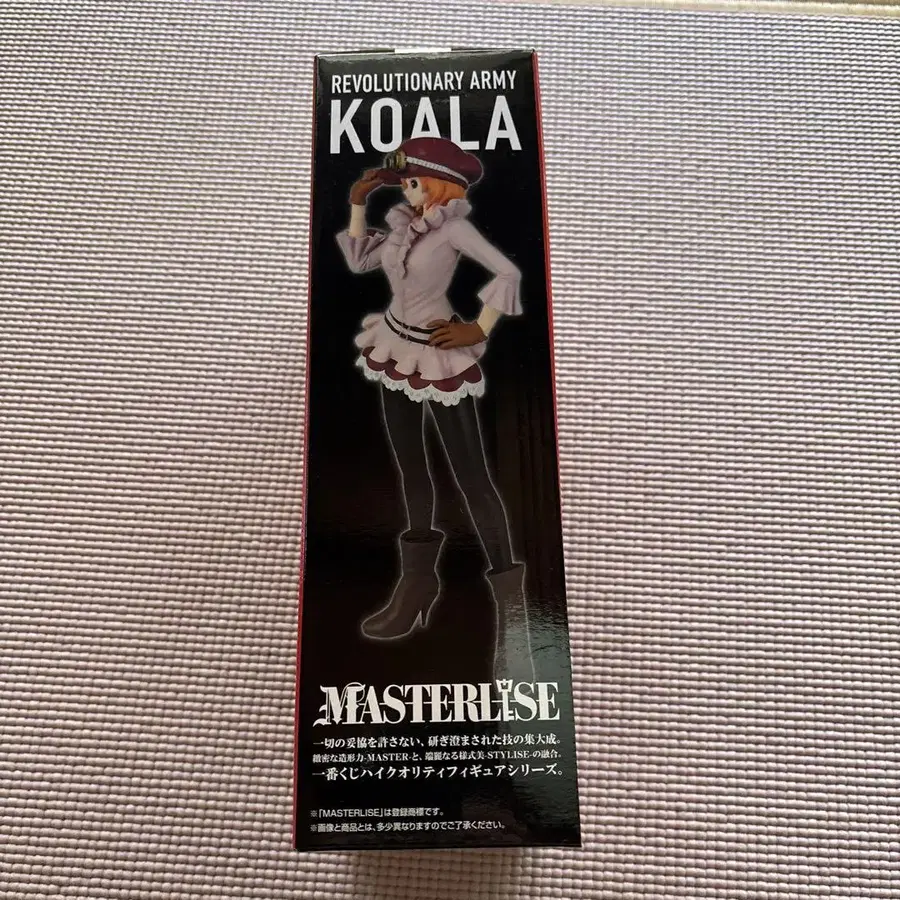 REVOLUTIONARY ARMY
KOALA
MASTERLISE
一切の妥協を許さない、研ぎ澄まされた技の集大成。
緻密な造形力-MASTER-と、端麗なる様式美-STYLISE-の融合。
一番くじハイクオリティフィギュアシリーズ。
※「MASTERLISE」は登録商標です。
※画像と商品とは、多少異なりますのでご了承ください。